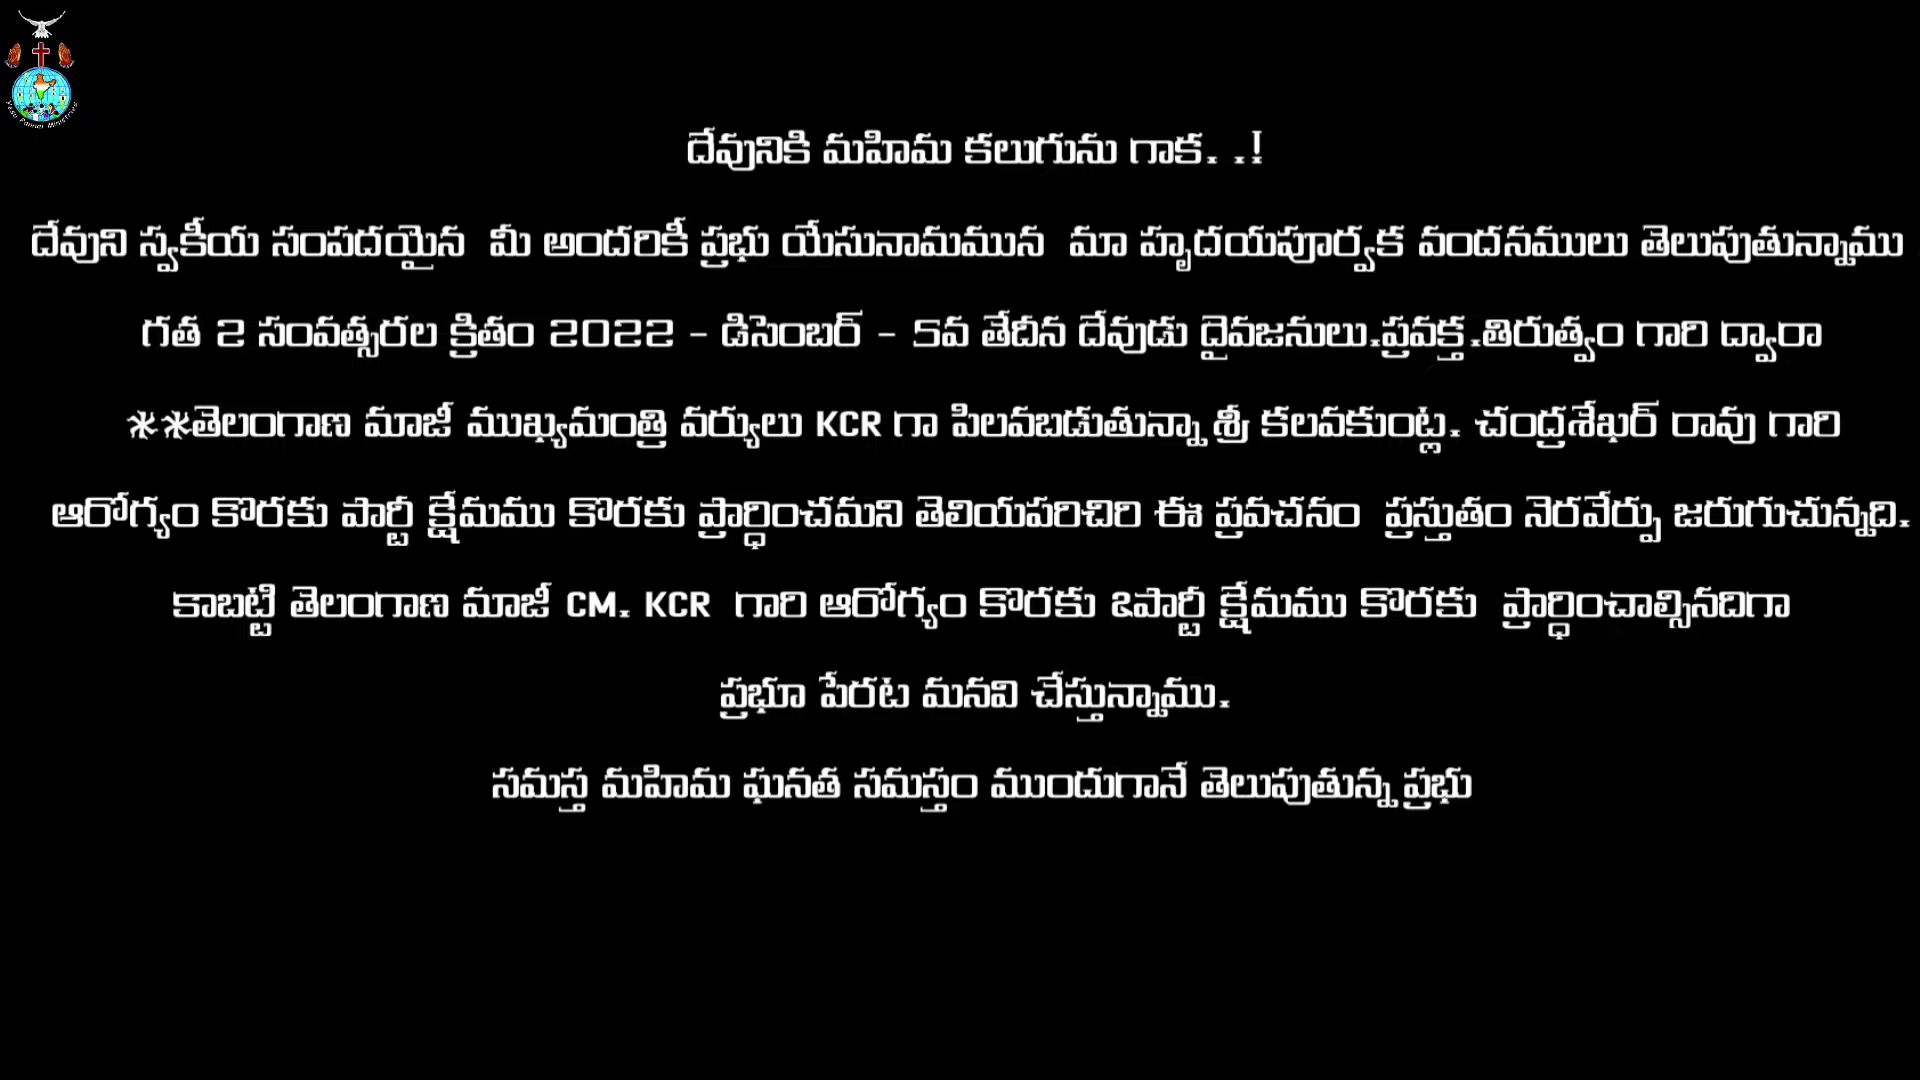 దేవునికి మహిమ కలుగును గాక. .!
దేవుని స్వకీయ సంపదయైన మీ అందరికీ ప్రభు యేసునామమున మా హృదయపూర్వక వందనములు తెలుపుతున్నాము
గత 2 సంవత్సరల క్రితం 2022 - డిసెంబర్ - 5వ తేదీన దేవుడు దైవజనులు.ప్రవక్త.తిరుత్వం గారి ద్వారా
**తెలంగాణ మాజీ ముఖ్యమంత్రి వర్యులు KCR గా పిలవబడుతున్నా శ్రీ కలవకుంట్ల. చంద్రశేఖర్ రావు గారి
ఆరోగ్యం కొరకు పార్టీ క్షేమము కొరకు ప్రార్ధించమని తెలియపరిచిరి ఈ ప్రవచనం ప్రస్తుతం నెరవేర్పు జరుగుచున్నది.
కాబట్టి తెలంగాణ మాజీ CM. KCR గారి ఆరోగ్యం కొరకు &పార్టీ క్షేమము కొరకు ప్రార్ధించాల్సినదిగా
ప్రభూ పేరట మనవి చేస్తున్నాము.
సమస్త మహిమ ఘనత సమస్తం ముందుగానే తెలుపుతున్న ప్రభు